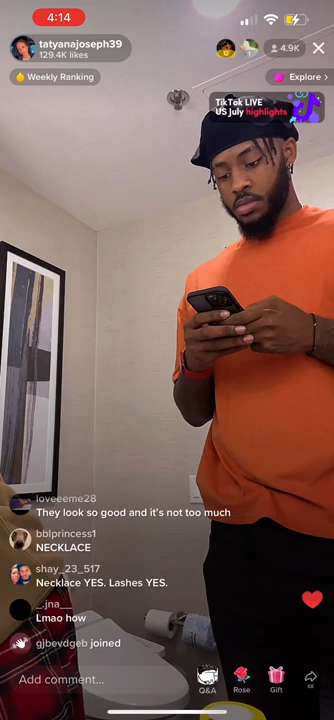 4:14
tatyanajoseph39
129.4K likes
4.9K
Weekly Ranking
Explore >
TikTok LIVE
US July highlights
loveeeme28
They look so good and it's not too much
bblprincess1
NECKLACE
shay_23_517
Necklace YES. Lashes YES.
_.jna__
Lmao how
gjbevdgeb joined
Add comment...
Q&A
Rose
Gift
68